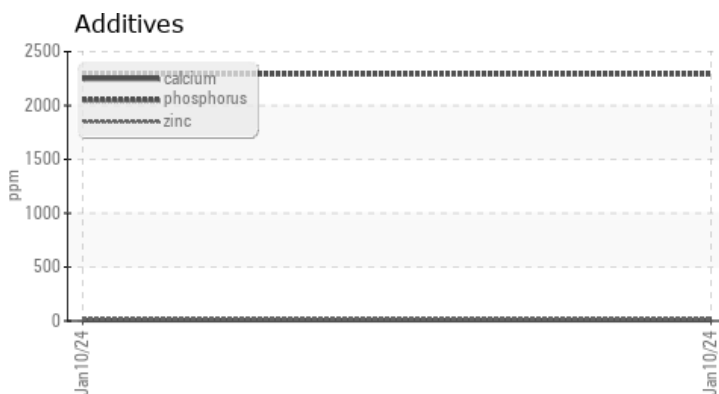 Additives
2500
2000
1500
1000
500
0
ppm
calcium
phosphorus
zinc
Jan10/24
Jan10/24